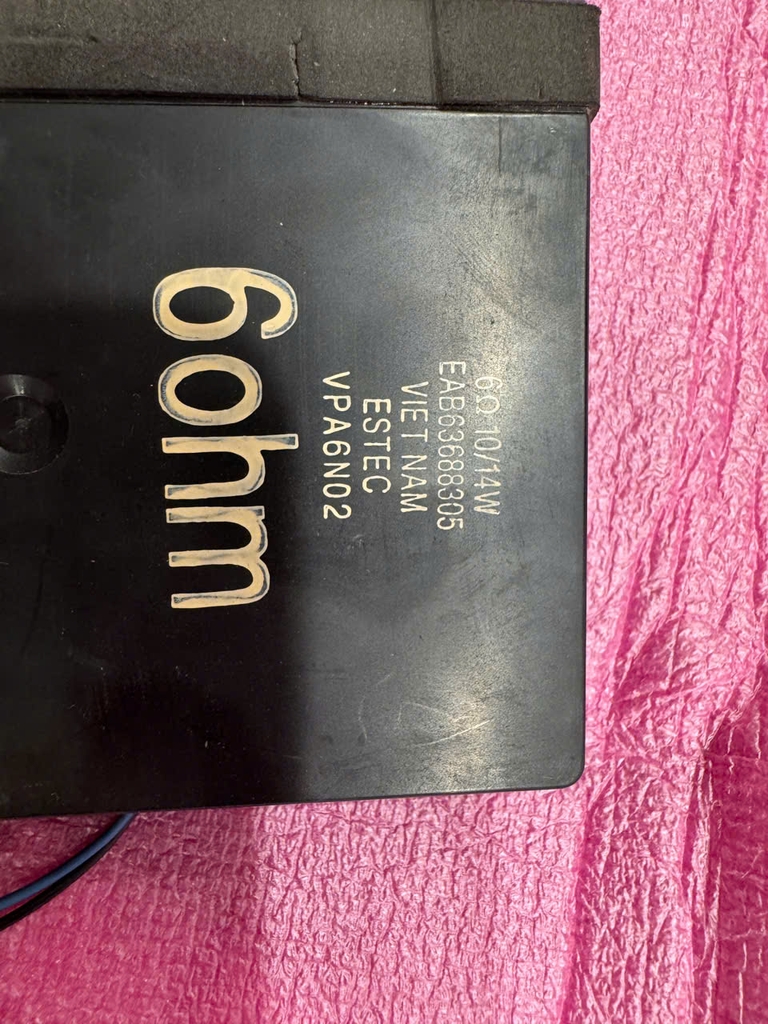 6Ω 10/14W
EAB63688305
VIET NAM
ESTEC
VPA6N02
6ohm